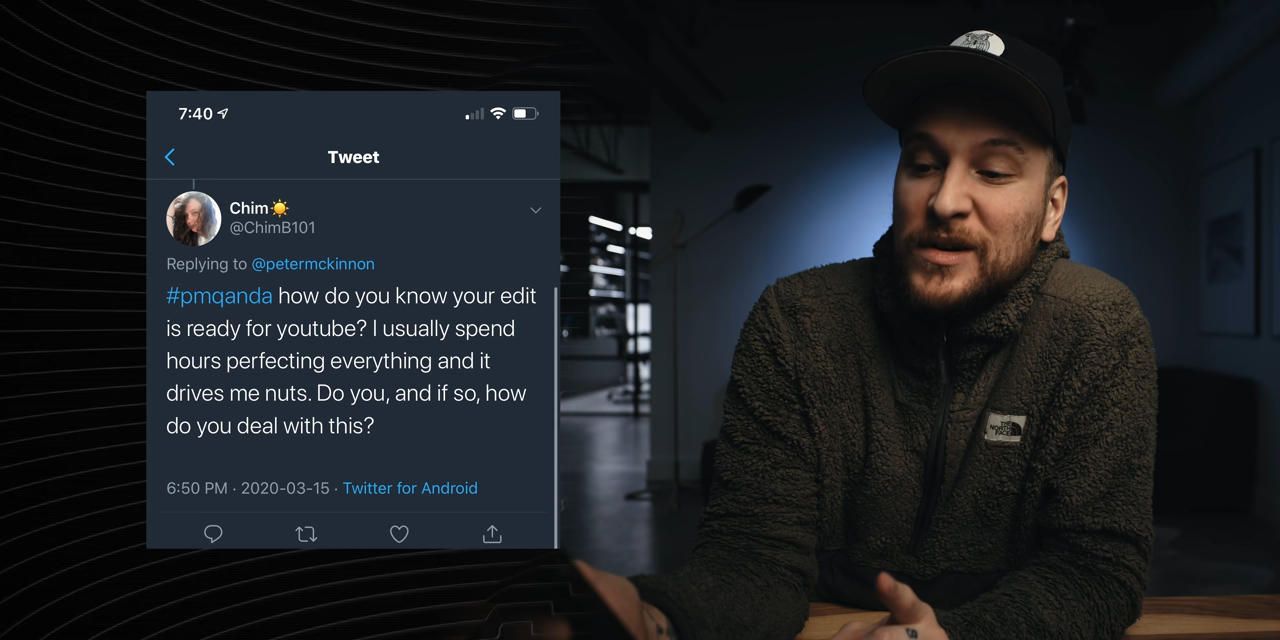 7:40
Tweet
Chim☀️
@ChimB101
Replying to @petermckinnon
#pmqanda how do you know your edit
is ready for youtube? I usually spend
hours perfecting everything and it
drives me nuts. Do you, and if so, how
do you deal with this?
6:50 PM · 2020-03-15 · Twitter for Android
THE
NORTH
FACE